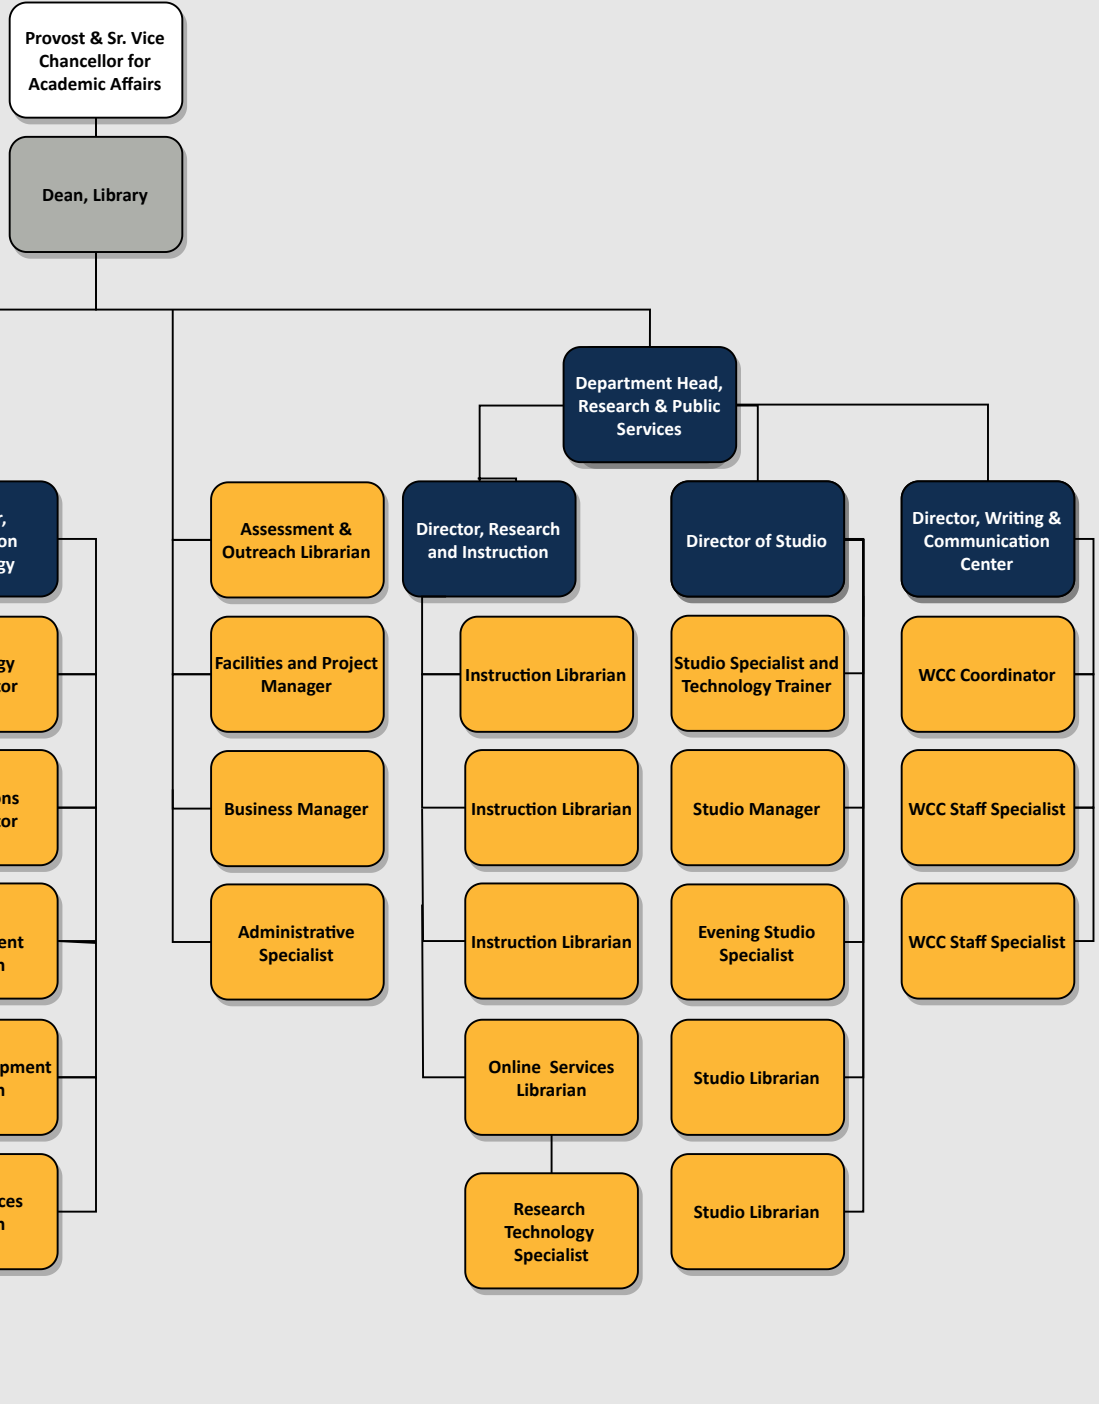 Provost & Sr. Vice
Chancellor for
Academic Affairs
Dean, Library
Department Head,
Research & Public
Services
Assessment &
Outreach Librarian
Facilities and Project
Manager
Business Manager
Administrative
Specialist
Director, Research
and Instruction
Instruction Librarian
Instruction Librarian
Instruction Librarian
Online  Services
Librarian
Research
Technology
Specialist
Director of Studio
Studio Specialist and
Technology Trainer
Studio Manager
Evening Studio
Specialist
Studio Librarian
Studio Librarian
Director, Writing &
Communication
Center
WCC Coordinator
WCC Staff Specialist
WCC Staff Specialist